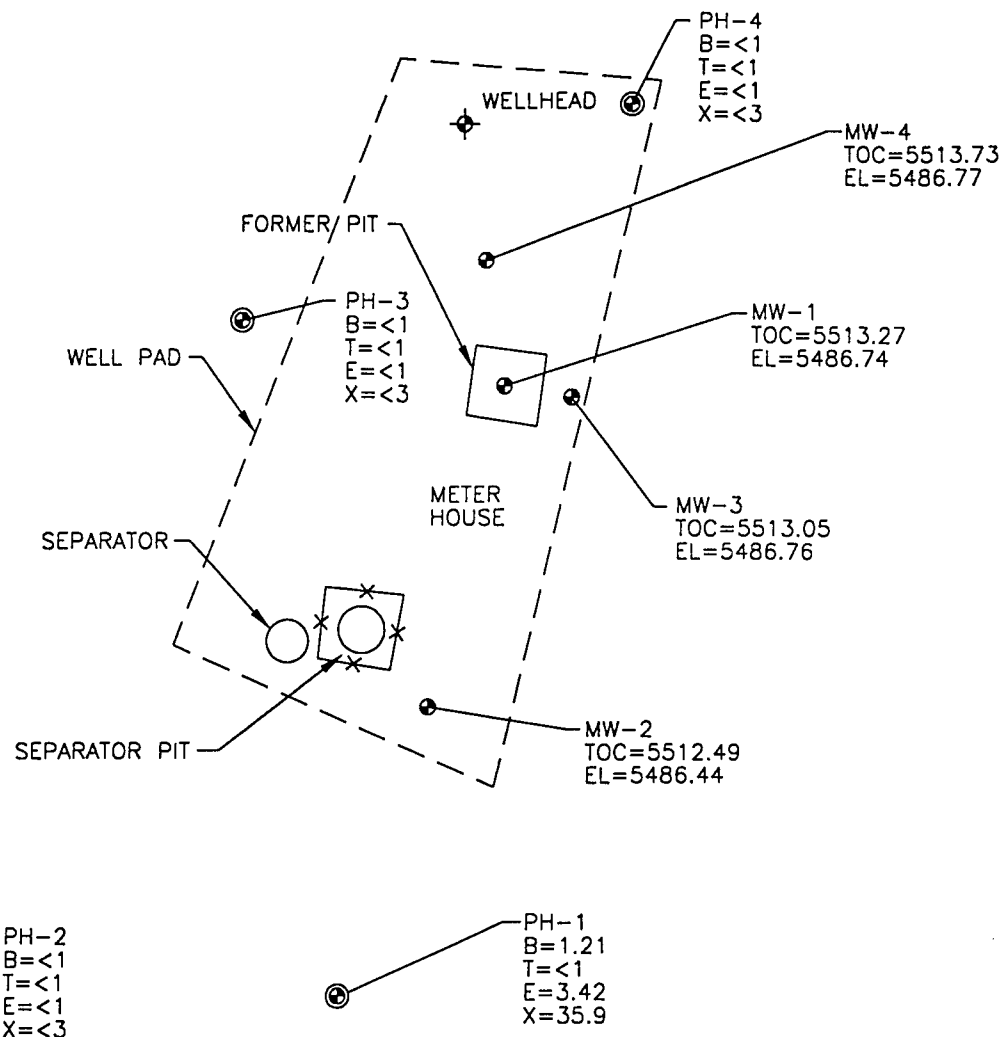 PH-4
B=<1
T=<1
E=<1
X=<3
WELLHEAD
MW-4
TOC=5513.73
EL=5486.77
FORMER PIT
PH-3
B=<1
T=<1
E=<1
X=<3
MW-1
TOC=5513.27
EL=5486.74
WELL PAD
METER
HOUSE
MW-3
TOC=5513.05
EL=5486.76
SEPARATOR
SEPARATOR PIT
MW-2
TOC=5512.49
EL=5486.44
PH-2
B=<1
T=<1
E=<1
X=<3
PH-1
B=1.21
T=<1
E=3.42
X=35.9